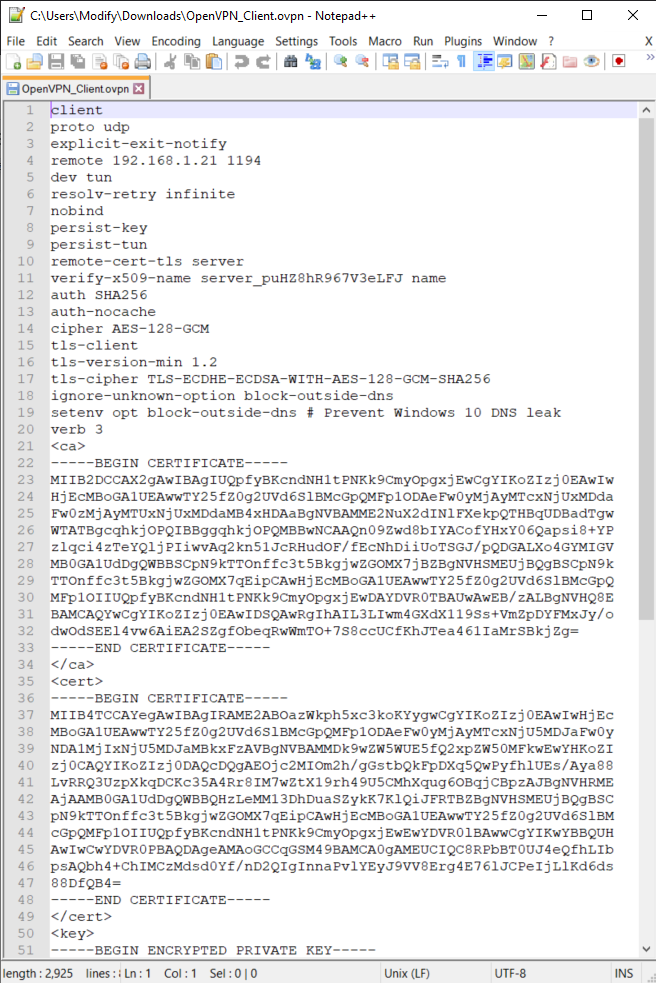 C:\Users\Modify\Downloads\OpenVPN_Client.ovpn - Notepad++
File Edit Search View Encoding Language Settings Tools Macro Run Plugins Window ? X
OpenVPN_Client.ovpn
1 client
2 proto udp
3 explicit-exit-notify
4 remote 192.168.1.21 1194
5 dev tun
6 resolv-retry infinite
7 nobind
8 persist-key
9 persist-tun
10 remote-cert-tls server
11 verify-x509-name server_puHZ8hR967V3eLFJ name
12 auth SHA256
13 auth-nocache
14 cipher AES-128-GCM
15 tls-client
16 tls-version-min 1.2
17 tls-cipher TLS-ECDHE-ECDSA-WITH-AES-128-GCM-SHA256
18 ignore-unknown-option block-outside-dns
19 setenv opt block-outside-dns # Prevent Windows 10 DNS leak
20 verb 3
21 <ca>
22 -----BEGIN CERTIFICATE-----
23 MIIB2DCCAX2gAwIBAgIUQpfyBKcndNH1tPNKk9CmyOpgxjEwCgYIKoZIzj0EAwIw
24 HjEcMBoGA1UEAwwTY25fZ0g2UVd6SlBMcGpQMFp1ODAeFw0yMjAyMTcxNjUxMDda
25 Fw0zMjAyMTUxNjUxMDdaMB4xHDAaBgNVBAMME2NuX2dINlFXekpQTHBqUDBadTgw
26 WTATBgcqhkjOPQIBBggqhkjOPQMBBwNCAAQn09Zwd8bIYACofYHxY06Qapsi8+YP
27 zlqci4zTeYQljPIiwvAq2kn51JcRHudOF/fEcNhDiiUoTSGJ/pQDGALXo4GYMIGV
28 MB0GA1UdDgQWBBSCpN9kTTOnffc3t5BkgjwZGOMX7jBZBgNVHSMEUjBQgBSCpN9k
29 TTOnffc3t5BkgjwZGOMX7qEipCAwHjEcMBoGA1UEAwwTY25fZ0g2UVd6SlBMcGpQ
30 MFp1OIIUQpfyBKcndNH1tPNKk9CmyOpgxjEwDAYDVR0TBAUwAwEB/zALBgNVHQ8E
31 BAMCAQYwCgYIKoZIzj0EAwIDSQAwRgIhAIL3LIwm4GXdX119Ss+VmZpDYFMxJy/o
32 dwOdSEEl4vw6AiEA2SZgfObeqRwWmTO+7S8ccUCfKhJTea461IaMrSBkjZg=
33 -----END CERTIFICATE-----
34 </ca>
35 <cert>
36 -----BEGIN CERTIFICATE-----
37 MIIB4TCCAYegAwIBAgIRAME2ABOazWkph5xc3koKYygwCgYIKoZIzj0EAwIwHjEc
38 MBoGA1UEAwwTY25fZ0g2UVd6SlBMcGpQMFp1ODAeFw0yMjAyMTcxNjU5MDJaFw0y
39 NDA1MjIxNjU5MDJaMBkxFzAVBgNVBAMMDk9wZW5WUE5fQ2xpZW50MFkwEwYHKoZI
40 zj0CAQYIKoZIzj0DAQcDQgAEOjc2MIOm2h/gGstbQkFpDXq5QwPyfhlUEs/Aya88
41 LvRRQ3UzpXkqDCKc35A4Rr8IM7wZtX19rh49U5CMhXqug6OBqjCBpzAJBgNVHRME
42 AjAAMB0GA1UdDgQWBBQHzLeMM13DhDuaSZykK7KlQiJFRTBZBgNVHSMEUjBQgBSC
43 pN9kTTOnffc3t5BkgjwZGOMX7qEipCAwHjEcMBoGA1UEAwwTY25fZ0g2UVd6SlBM
44 cGpQMFp1OIIUQpfyBKcndNH1tPNKk9CmyOpgxjEwEwYDVR0lBAwwCgYIKwYBBQUH
45 AwIwCwYDVR0PBAQDAgeAMAoGCCqGSM49BAMCA0gAMEUCIQC8RPbBT0UJ4eQfhLIb
46 psAQbh4+ChIMCzMdsd0Yf/nD2QIgInnaPvlYEyJ9VV8Erg4E76lJCPeIjLlKd6ds
47 88DfQB4=
48 -----END CERTIFICATE-----
49 </cert>
50 <key>
51 -----BEGIN ENCRYPTED PRIVATE KEY-----
length : 2,925 lines : Ln : 1 Col : 1 Sel : 0 | 0 Unix (LF) UTF-8 INS